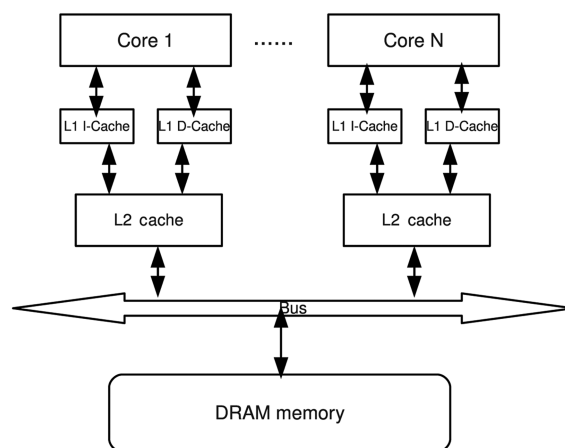 Core 1 ...... Core N
L1 I-Cache L1 D-Cache L1 I-Cache L1 D-Cache
L2 cache L2 cache
Bus
DRAM memory